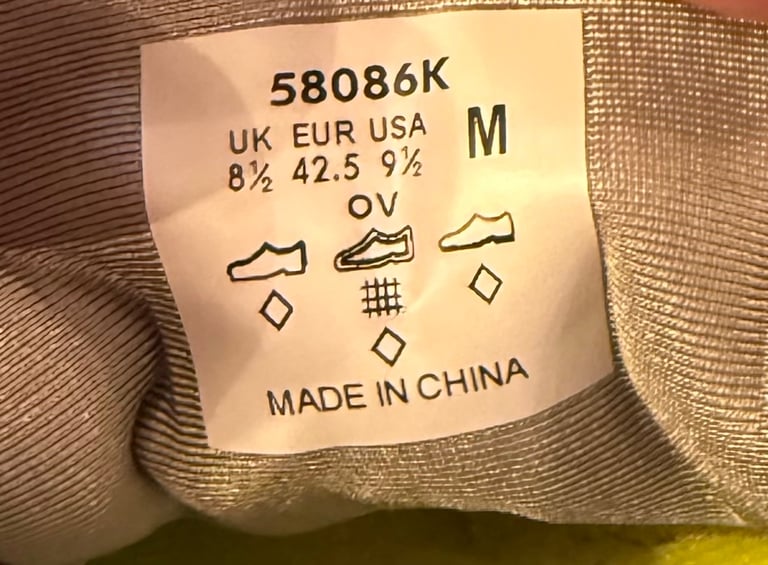 58086K
UK EUR USA M
8½ 42.5 9½
OV
MADE IN CHINA